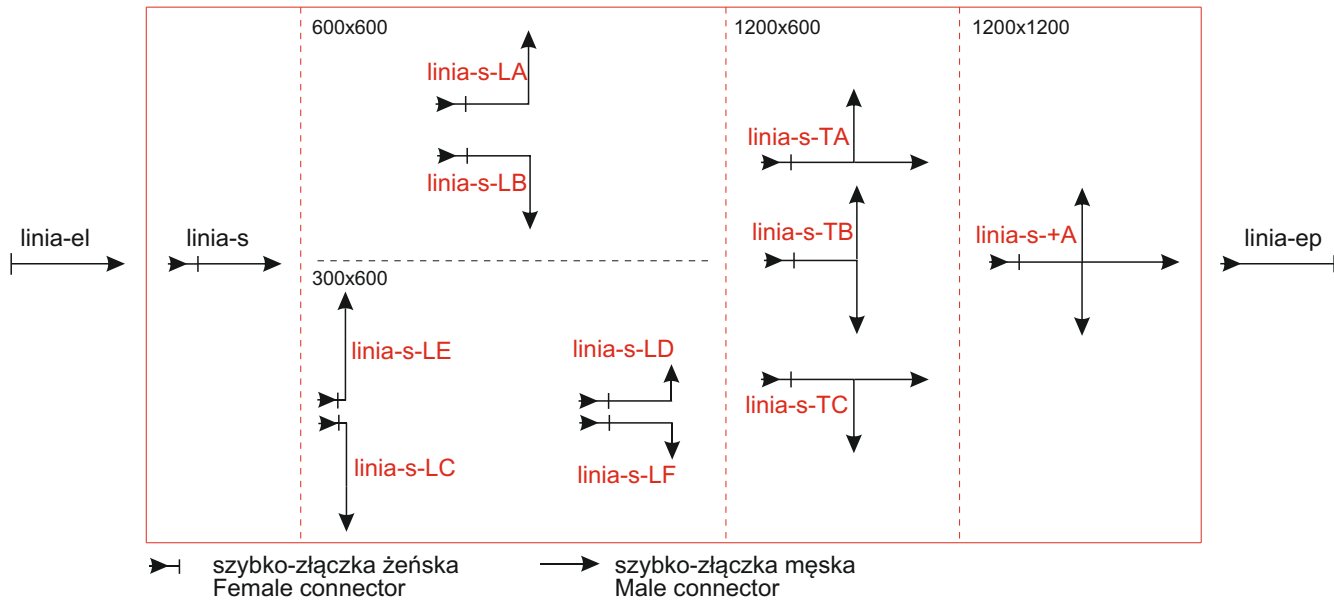 600x600
1200x600
1200x1200
linia-s-LA
linia-s-TA
linia-s-LB
linia-el
linia-s
linia-s-TB
linia-s-+A
linia-ep
300x600
linia-s-LE
linia-s-LD
linia-s-TC
linia-s-LC
linia-s-LF
szybko-złączka żeńska
Female connector
szybko-złączka męska
Male connector